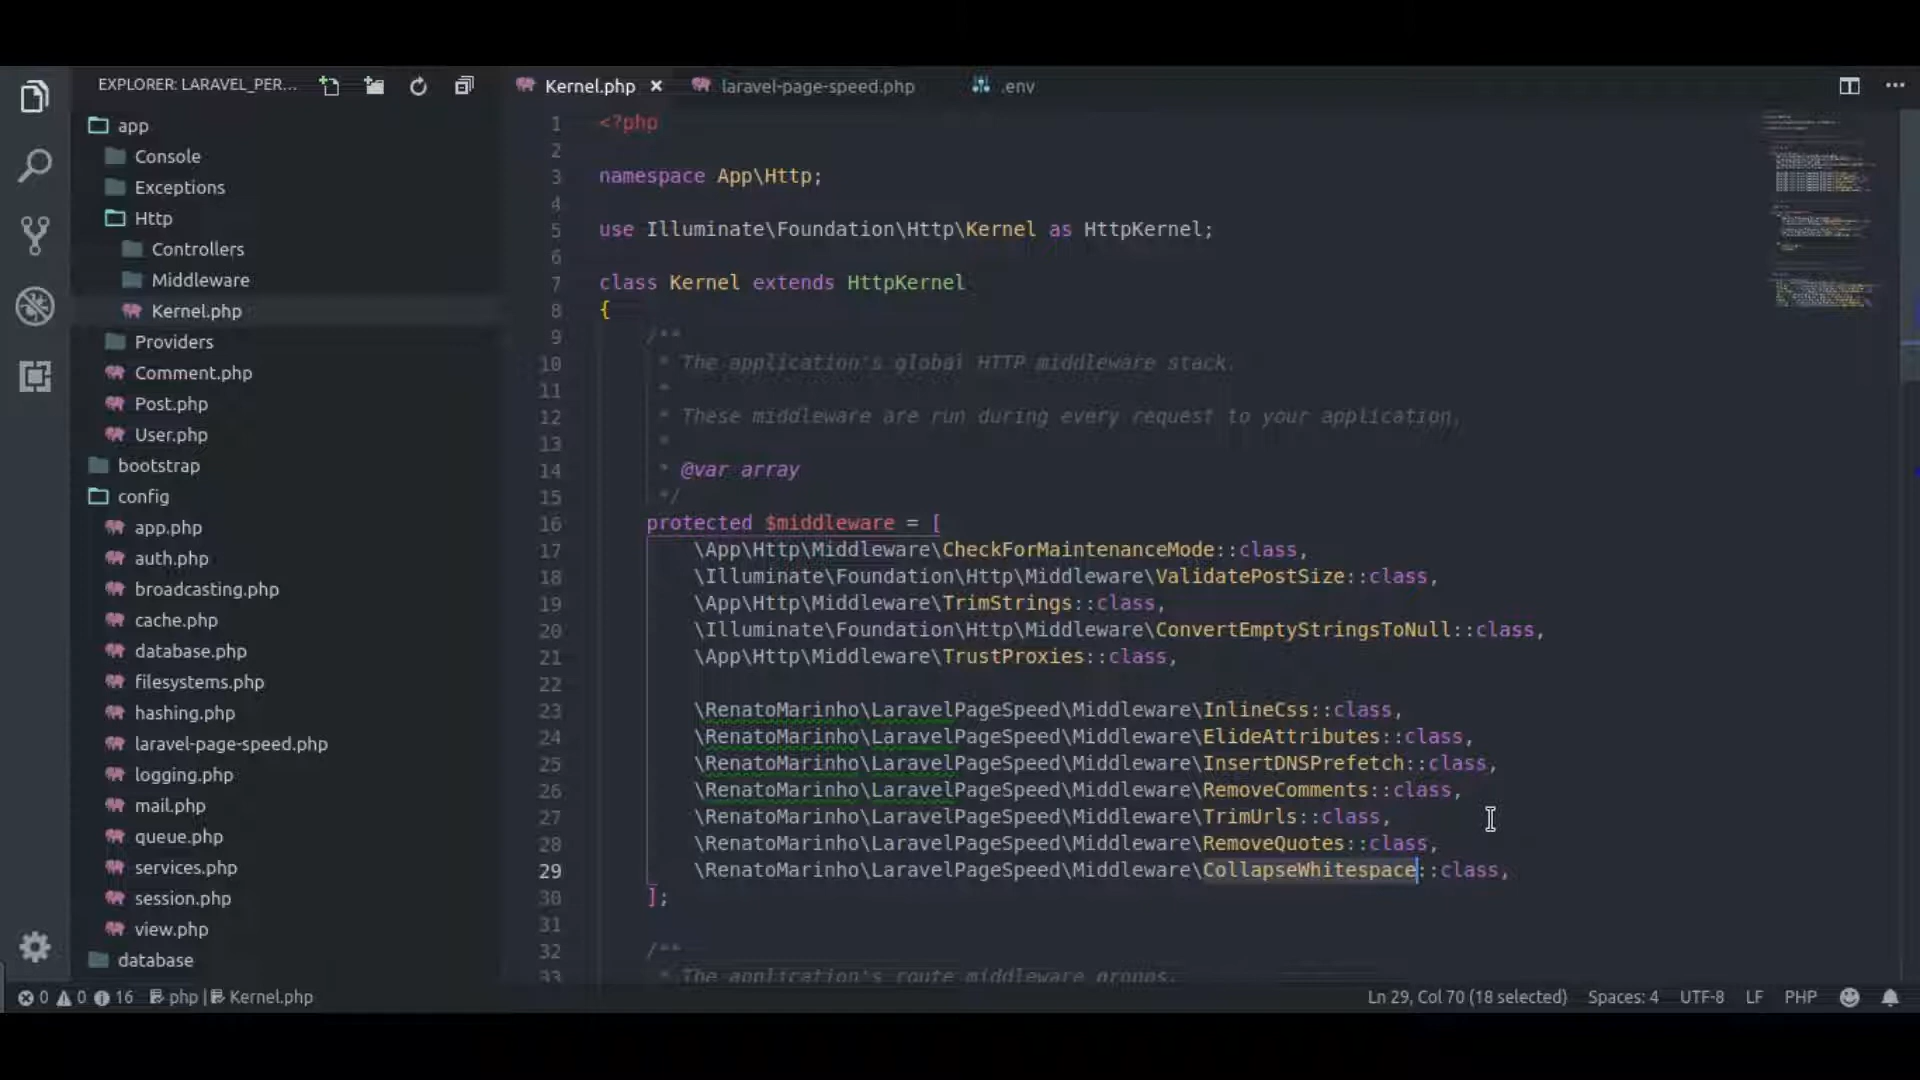 EXPLORER: LARAVEL_PER...
app
Console
Exceptions
Http
Controllers
Middleware
Kernel.php
Providers
Comment.php
Post.php
User.php
bootstrap
config
app.php
auth.php
broadcasting.php
cache.php
database.php
filesystems.php
hashing.php
laravel-page-speed.php
logging.php
mail.php
queue.php
services.php
session.php
view.php
database
Kernel.php × laravel-page-speed.php .env
1 <?php
2
3 namespace App\Http;
4
5 use Illuminate\Foundation\Http\Kernel as HttpKernel;
6
7 class Kernel extends HttpKernel
8 {
9 /**
10 * The application's global HTTP middleware stack.
11 *
12 * These middleware are run during every request to your application.
13 *
14 * @var array
15 */
16 protected $middleware = [
17 \App\Http\Middleware\CheckForMaintenanceMode::class,
18 \Illuminate\Foundation\Http\Middleware\ValidatePostSize::class,
19 \App\Http\Middleware\TrimStrings::class,
20 \Illuminate\Foundation\Http\Middleware\ConvertEmptyStringsToNull::class,
21 \App\Http\Middleware\TrustProxies::class,
22
23 \RenatoMarinho\LaravelPageSpeed\Middleware\InlineCss::class,
24 \RenatoMarinho\LaravelPageSpeed\Middleware\ElideAttributes::class,
25 \RenatoMarinho\LaravelPageSpeed\Middleware\InsertDNSPrefetch::class,
26 \RenatoMarinho\LaravelPageSpeed\Middleware\RemoveComments::class,
27 \RenatoMarinho\LaravelPageSpeed\Middleware\TrimUrls::class,
28 \RenatoMarinho\LaravelPageSpeed\Middleware\RemoveQuotes::class,
29 \RenatoMarinho\LaravelPageSpeed\Middleware\CollapseWhitespace::class,
30 ];
31
32 /**
33 * The application's route middleware groups.
0 0 16 php | Kernel.php Ln 29, Col 70 (18 selected) Spaces: 4 UTF-8 LF PHP